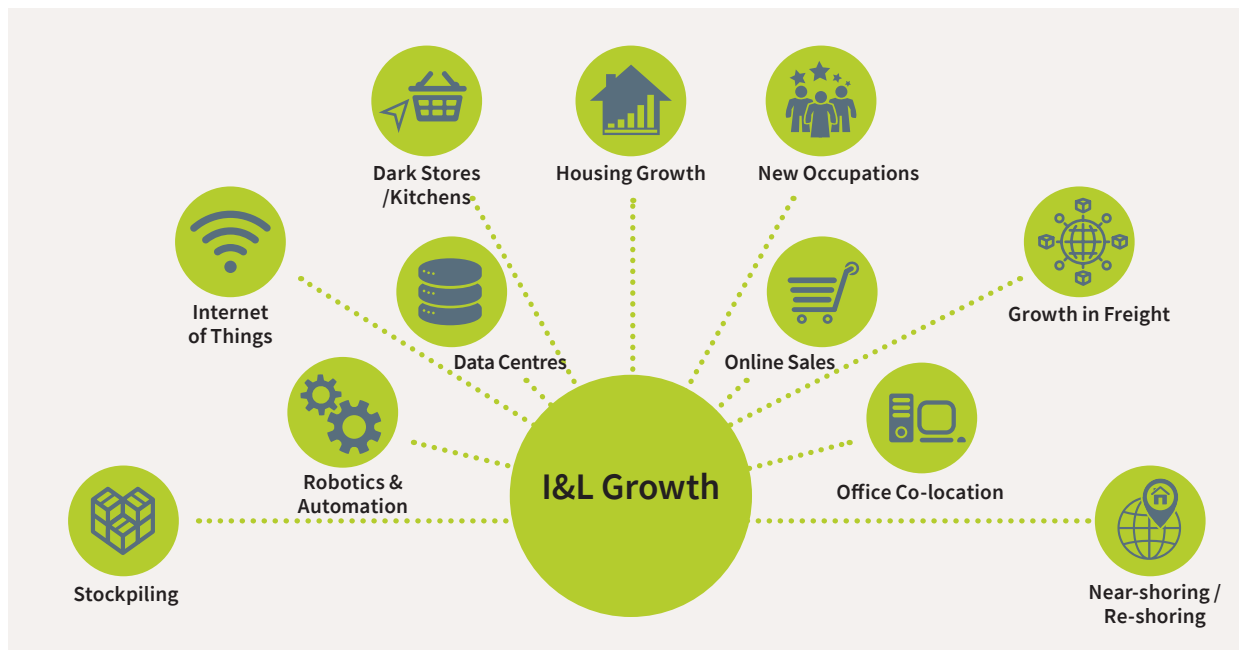 Dark Stores
/Kitchens
Housing Growth
New Occupations
Internet
of Things
Data Centres
Online Sales
Growth in Freight
Robotics &
Automation
I&L Growth
Office Co-location
Stockpiling
Near-shoring /
Re-shoring